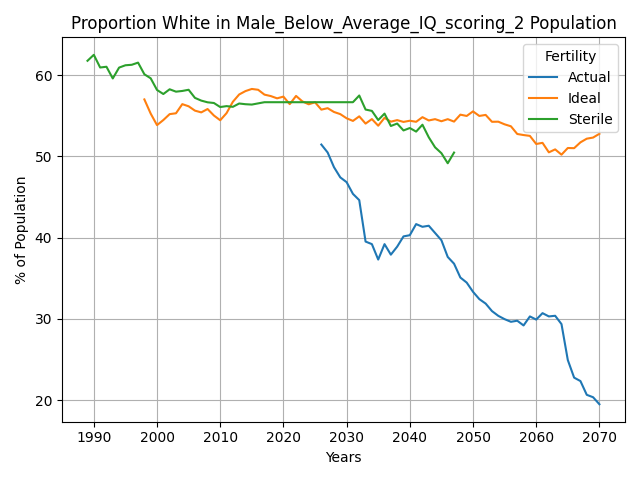 Proportion White in Male_Below_Average_IQ_scoring_2 Population
Fertility
Actual
Ideal
Sterile
% of Population
60
50
40
30
20
1990 2000 2010 2020 2030 2040 2050 2060 2070
Years